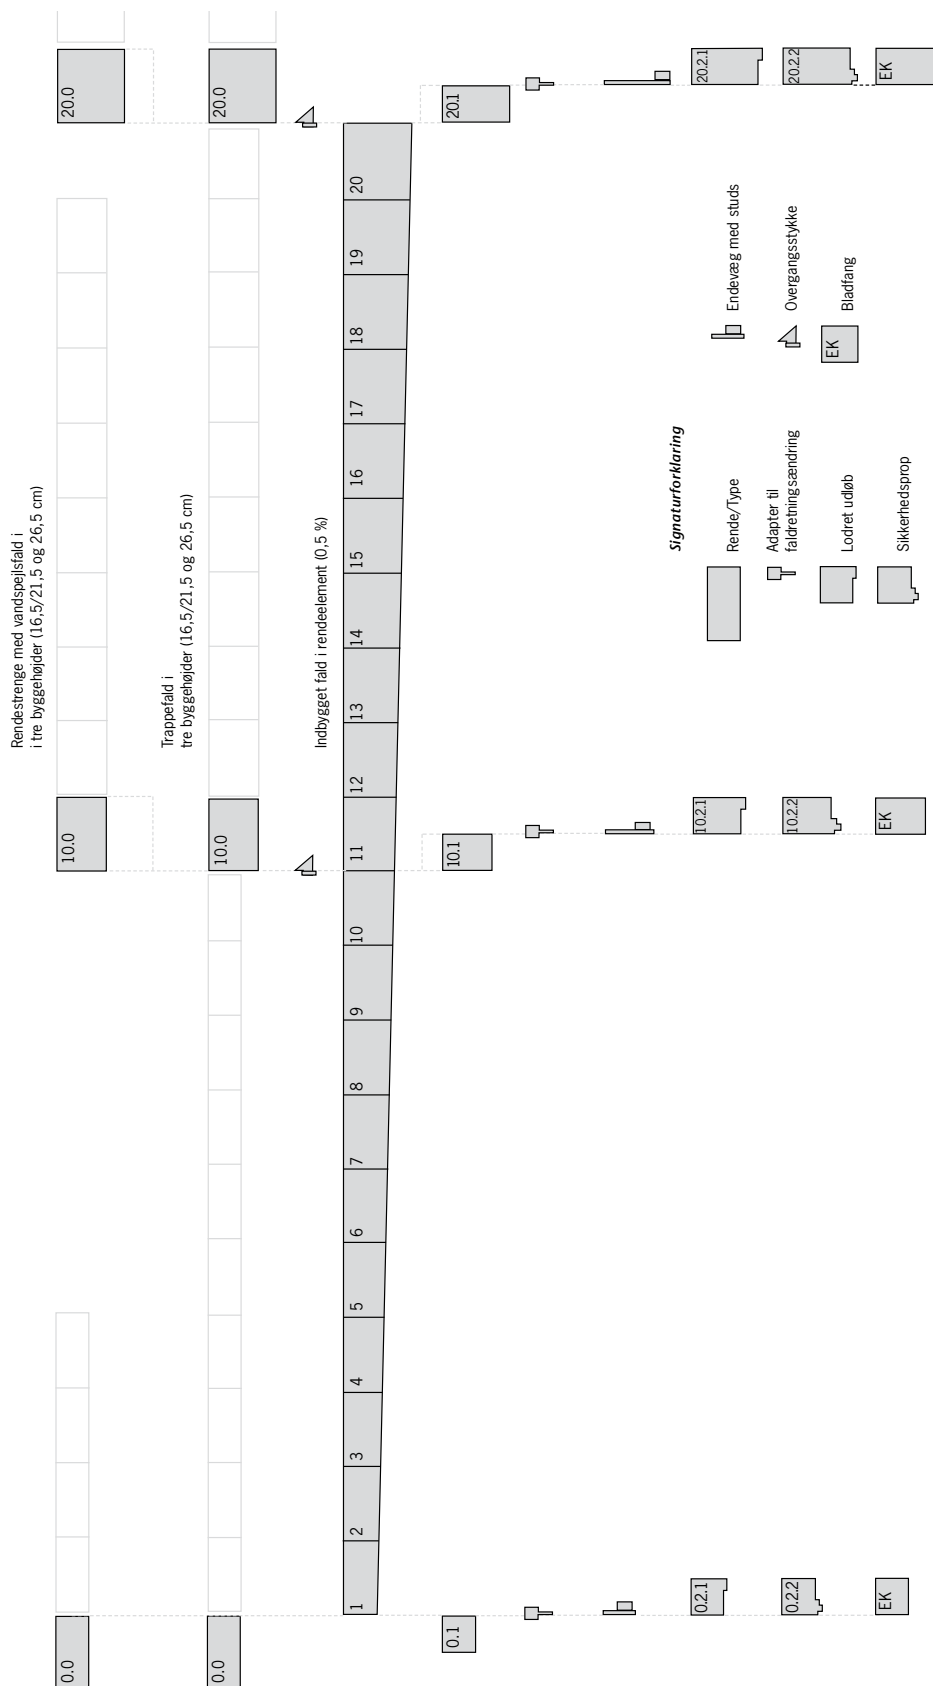 Rendestrenge med vandspejlsfald i
i tre byggehøjder (16,5/21,5 og 26,5 cm)
0.0
10.0
20.0
Trappefald i
tre byggehøjder (16,5/21,5 og 26,5 cm)
0.0
10.0
20.0
Indbygget fald i rendeelement (0,5 %)
1 2 3 4 5 6 7 8 9 10 11 12 13 14 15 16 17 18 19 20
0.1
10.1
20.1
0.2.1
10.2.1
20.2.1
0.2.2
10.2.2
20.2.2
EK
EK
EK
Signaturforklaring
Rende/Type
Adapter til
faldretningsændring
Lodret udløb
Sikkerhedsprop
Endevæg med studs
Overgangsstykke
EK
Bladfang